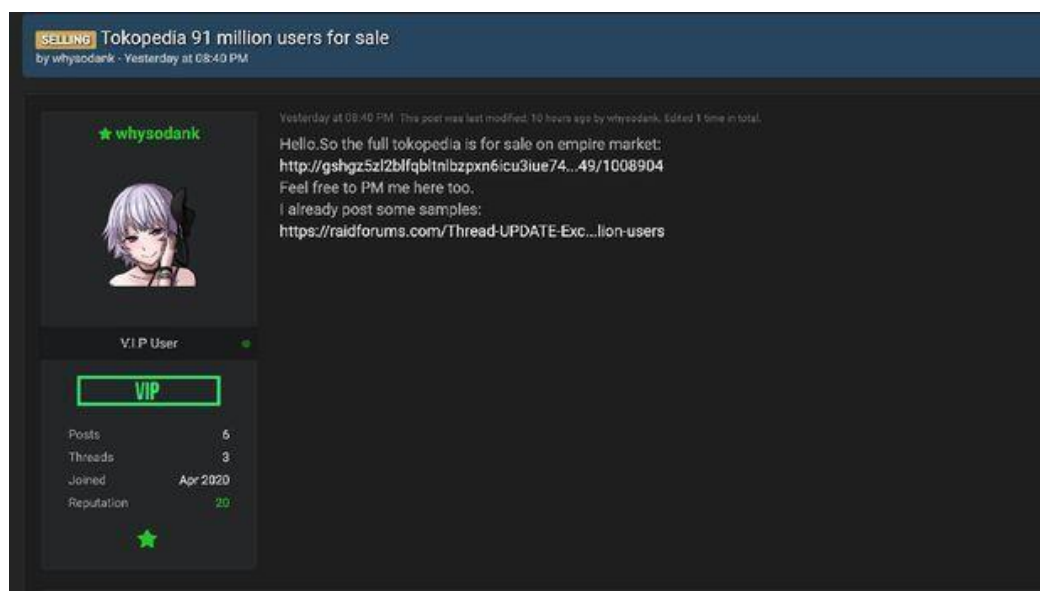 SELLING Tokopedia 91 million users for sale
by whysodank - Yesterday at 08:40 PM
Yesterday at 08:40 PM This post was last modified: 10 hours ago by whysodank. Edited 1 time in total.
whysodank
Hello.So the full tokopedia is for sale on empire market:
http://gshgz5zl2blfqbltnlbzpxn6icu3iue74...49/1008904
Feel free to PM me here too.
I already post some samples:
https://raidforums.com/Thread-UPDATE-Exc...lion-users
V.I.P User
VIP
Posts 6
Threads 3
Joined Apr 2020
Reputation 20